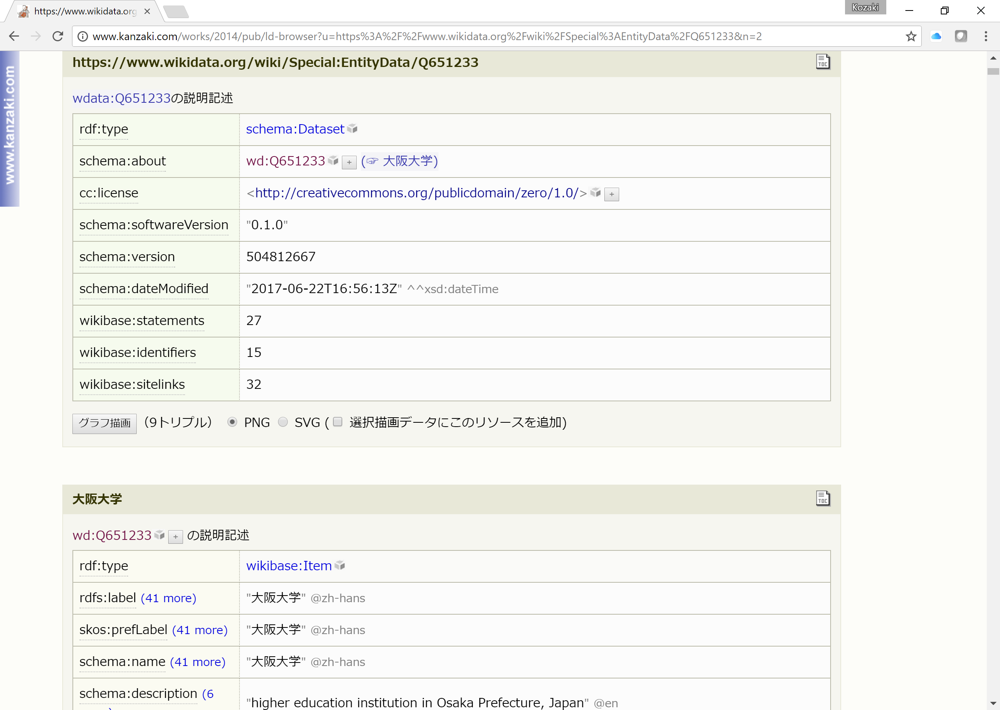 https://www.wikidata.org
Kozaki
www.kanzaki.com/works/2014/pub/ld-browser?u=https%3A%2F%2Fwww.wikidata.org%2Fwiki%2FSpecial%3AEntityData%2FQ651233&n=2
www.kanzaki.com
https://www.wikidata.org/wiki/Special:EntityData/Q651233
TOC
wdata:Q651233の説明記述
rdf:type schema:Dataset
schema:about wd:Q651233 + (☞ 大阪大学)
cc:license <http://creativecommons.org/publicdomain/zero/1.0/> +
schema:softwareVersion "0.1.0"
schema:version 504812667
schema:dateModified "2017-06-22T16:56:13Z" ^^xsd:dateTime
wikibase:statements 27
wikibase:identifiers 15
wikibase:sitelinks 32
グラフ描画 （9トリプル） PNG SVG ( 選択描画データにこのリソースを追加)
大阪大学
TOC
wd:Q651233 + の説明記述
rdf:type wikibase:Item
rdfs:label (41 more) "大阪大学" @zh-hans
skos:prefLabel (41 more) "大阪大学" @zh-hans
schema:name (41 more) "大阪大学" @zh-hans
schema:description (6
"higher education institution in Osaka Prefecture, Japan" @en